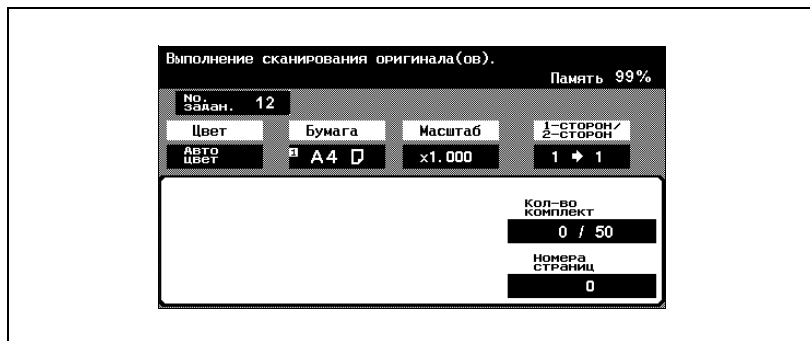 Выполнение сканирования оригинала(ов).
Память 99%
No. задан. 12
Цвет Бумага Масштаб 1-сторон/ 2-сторон
Авто цвет 1 A4 x1.000 1 ➔ 1
Кол-во
комплект
0 / 50
Номера
страниц
0